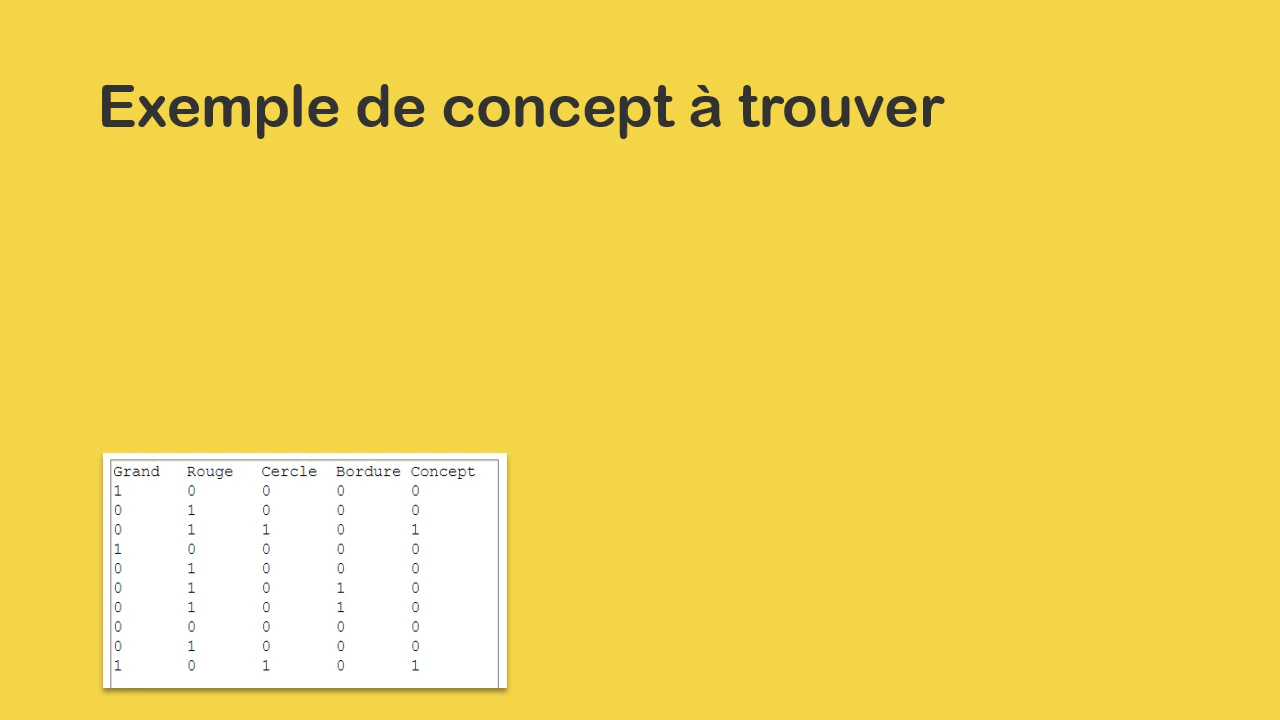 Exemple de concept à trouver
Grand Rouge Cercle Bordure Concept
1 0 0 0 0
0 1 0 0 0
0 1 1 0 1
1 0 0 0 0
0 1 0 0 0
0 1 0 1 0
0 1 0 1 0
0 0 0 0 0
0 1 0 0 0
1 0 1 0 1